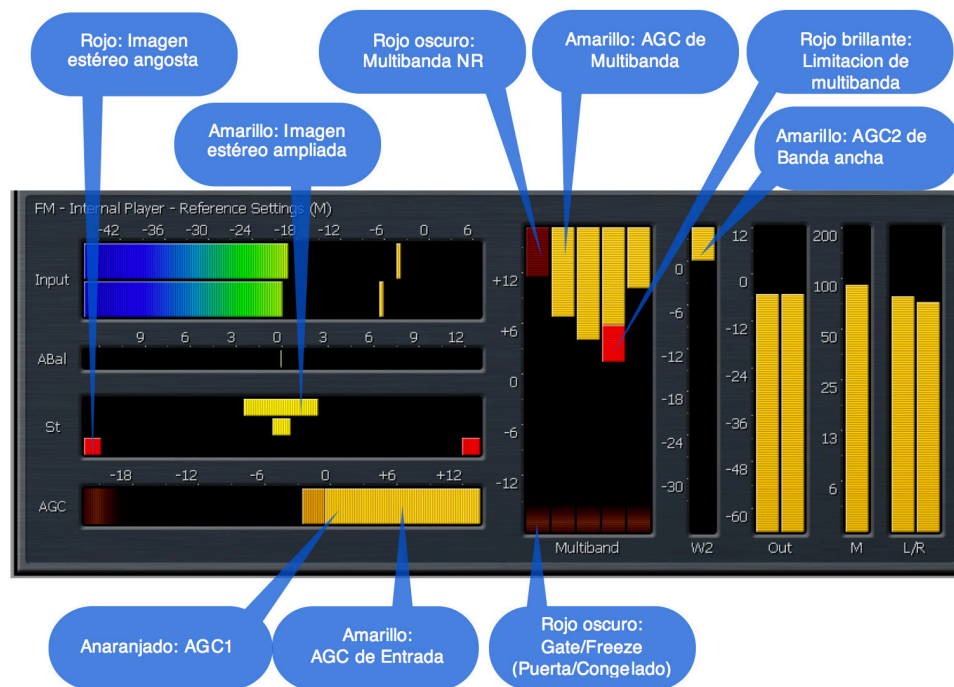 Rojo: Imagen
estéreo angosta
Rojo oscuro:
Multibanda NR
Amarillo: AGC de
Multibanda
Rojo brillante:
Limitacion de
multibanda
Amarillo: Imagen
estéreo ampliada
Amarillo: AGC2 de
Banda ancha
FM - Internal Player - Reference Settings (M)
-42 -36 -30 -24 -18 -6 0 6
Input
9 6 3 0 3 6 9 12
ABal
St
-18 -12 -6 0 +6 +12
AGC
+12
+6
0
-6
-12
Multiband
0
-6
-12
-18
-24
-30
W2
12
0
-12
-24
-36
-48
-60
Out
200
100
50
25
13
6
M
L/R
Anaranjado: AGC1
Amarillo:
AGC de Entrada
Rojo oscuro:
Gate/Freeze
(Puerta/Congelado)